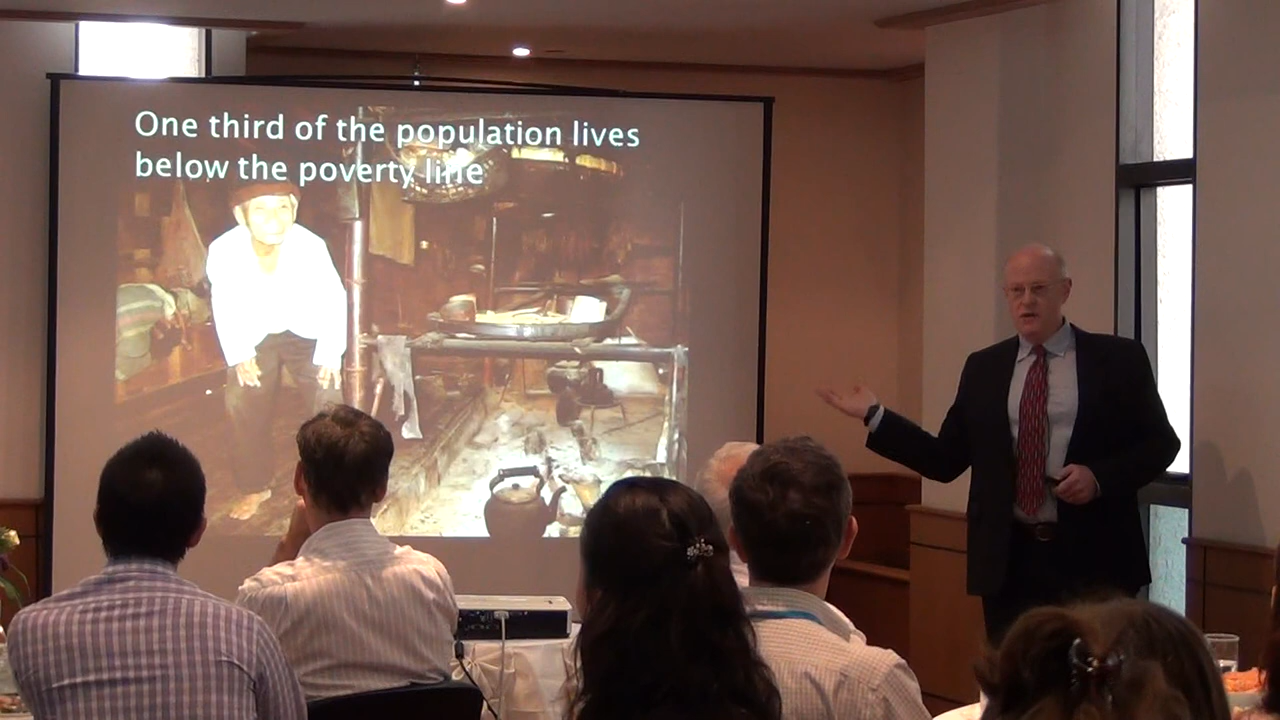 One third of the population lives
below the poverty line